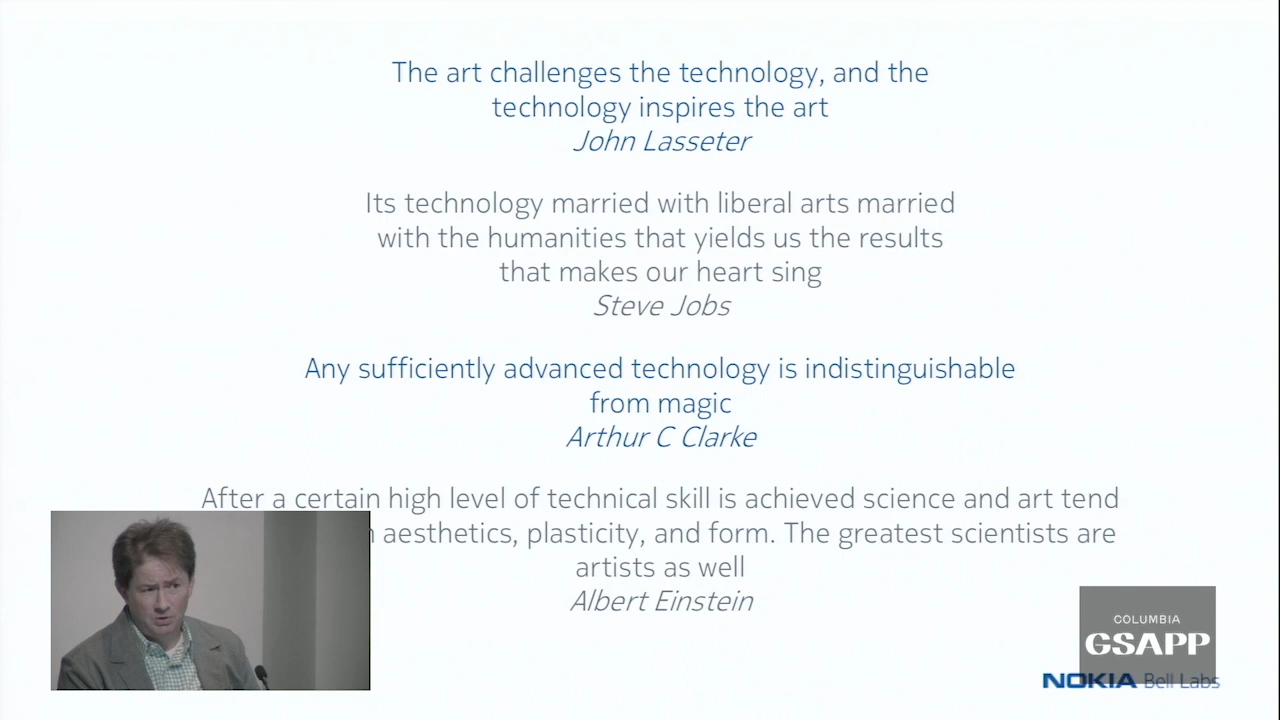 The art challenges the technology, and the
technology inspires the art
John Lasseter
Its technology married with liberal arts married
with the humanities that yields us the results
that makes our heart sing
Steve Jobs
Any sufficiently advanced technology is indistinguishable
from magic
Arthur C Clarke
After a certain high level of technical skill is achieved science and art tend
aesthetics, plasticity, and form. The greatest scientists are
artists as well
Albert Einstein
COLUMBIA
GSAPP
NOKIA Bell Labs